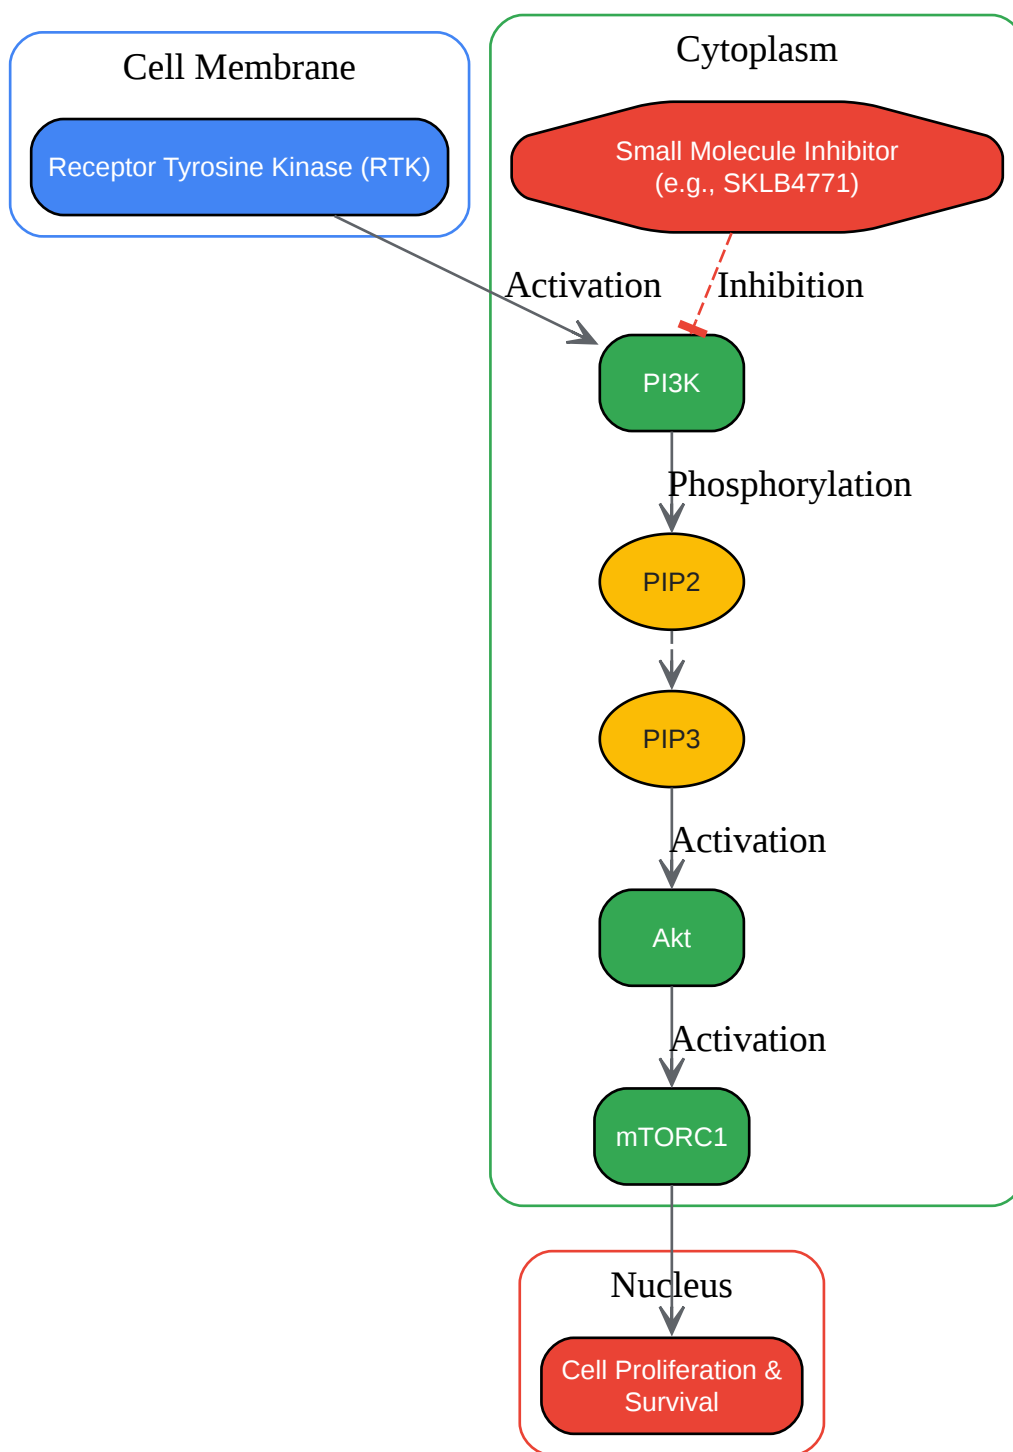 Cell Membrane
Receptor Tyrosine Kinase (RTK)
Cytoplasm
Small Molecule Inhibitor
(e.g., SKLB4771)
Activation
Inhibition
PI3K
Phosphorylation
PIP2
PIP3
Activation
Akt
Activation
mTORC1
Nucleus
Cell Proliferation &
Survival